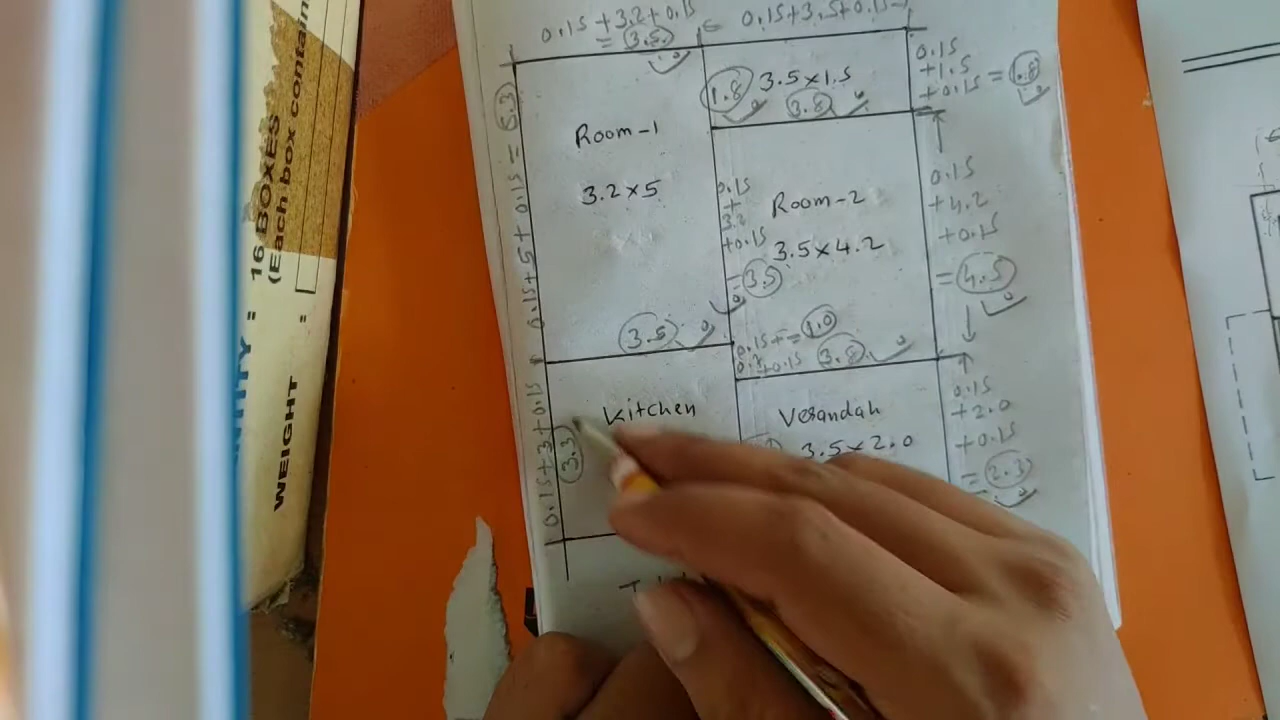 0.15 + 3.2 + 0.15
= 3.5
0.15 + 3.5 + 0.15
0.15
+ 1.5
+ 0.15 = 1.8
1.8 3.5 x 1.5
3.8
0.15 + 5 + 0.15 = 5.3
Room-1
3.2 x 5
3.5
0.15
+
3.2
+0.15
= 3.5
Room-2
3.5 x 4.2
0.15
+ 4.2
+ 0.15
= 4.5
= 1.0
3.8
0.15 + 3 + 0.15
3.3
Kitchen
Verandah
3.5 x 2.0
0.15
+ 2.0
+ 0.15
= 2.3
16 BOXES
(Each box contain
WEIGHT =